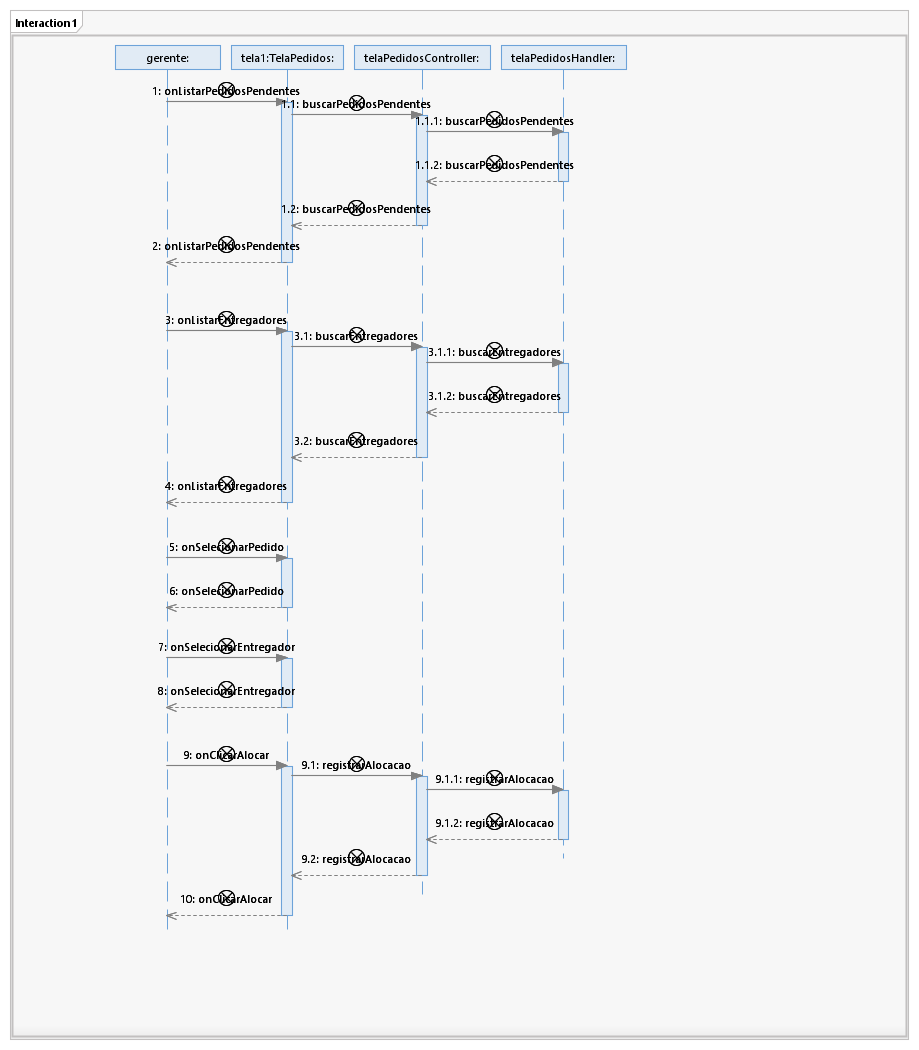 Interaction1
gerente:
tela1:TelaPedidos:
telaPedidosController:
telaPedidosHandler:
1: onlistarPedidosPendentes
1.1: buscarPedidosPendentes
1.1.1: buscarPedidosPendentes
1.1.2: buscarPedidosPendentes
1.2: buscarPedidosPendentes
2: onlistarPedidosPendentes
3: onlistarEntregadores
3.1: buscarEntregadores
3.1.1: buscarEntregadores
3.1.2: buscarEntregadores
3.2: buscarEntregadores
4: onlistarEntregadores
5: onSelecionarPedido
6: onSelecionarPedido
7: onSelecionarEntregador
8: onSelecionarEntregador
9: onClicarAlocar
9.1: registrarAlocacao
9.1.1: registrarAlocacao
9.1.2: registrarAlocacao
9.2: registrarAlocacao
10: onClicarAlocar